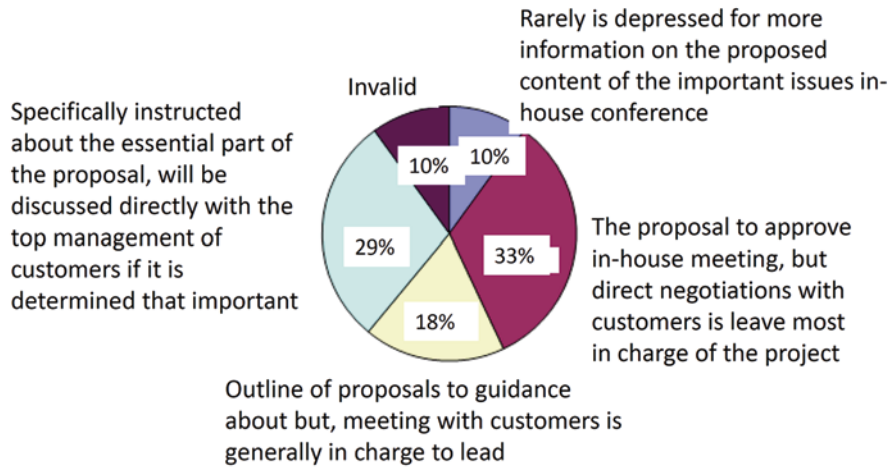 Rarely is depressed for more
information on the proposed
content of the important issues in-
house conference
Invalid
Specifically instructed
about the essential part of
the proposal, will be
discussed directly with the
top management of
customers if it is
determined that important
10%
10%
29%
33%
18%
The proposal to approve
in-house meeting, but
direct negotiations with
customers is leave most
in charge of the project
Outline of proposals to guidance
about but, meeting with customers is
generally in charge to lead